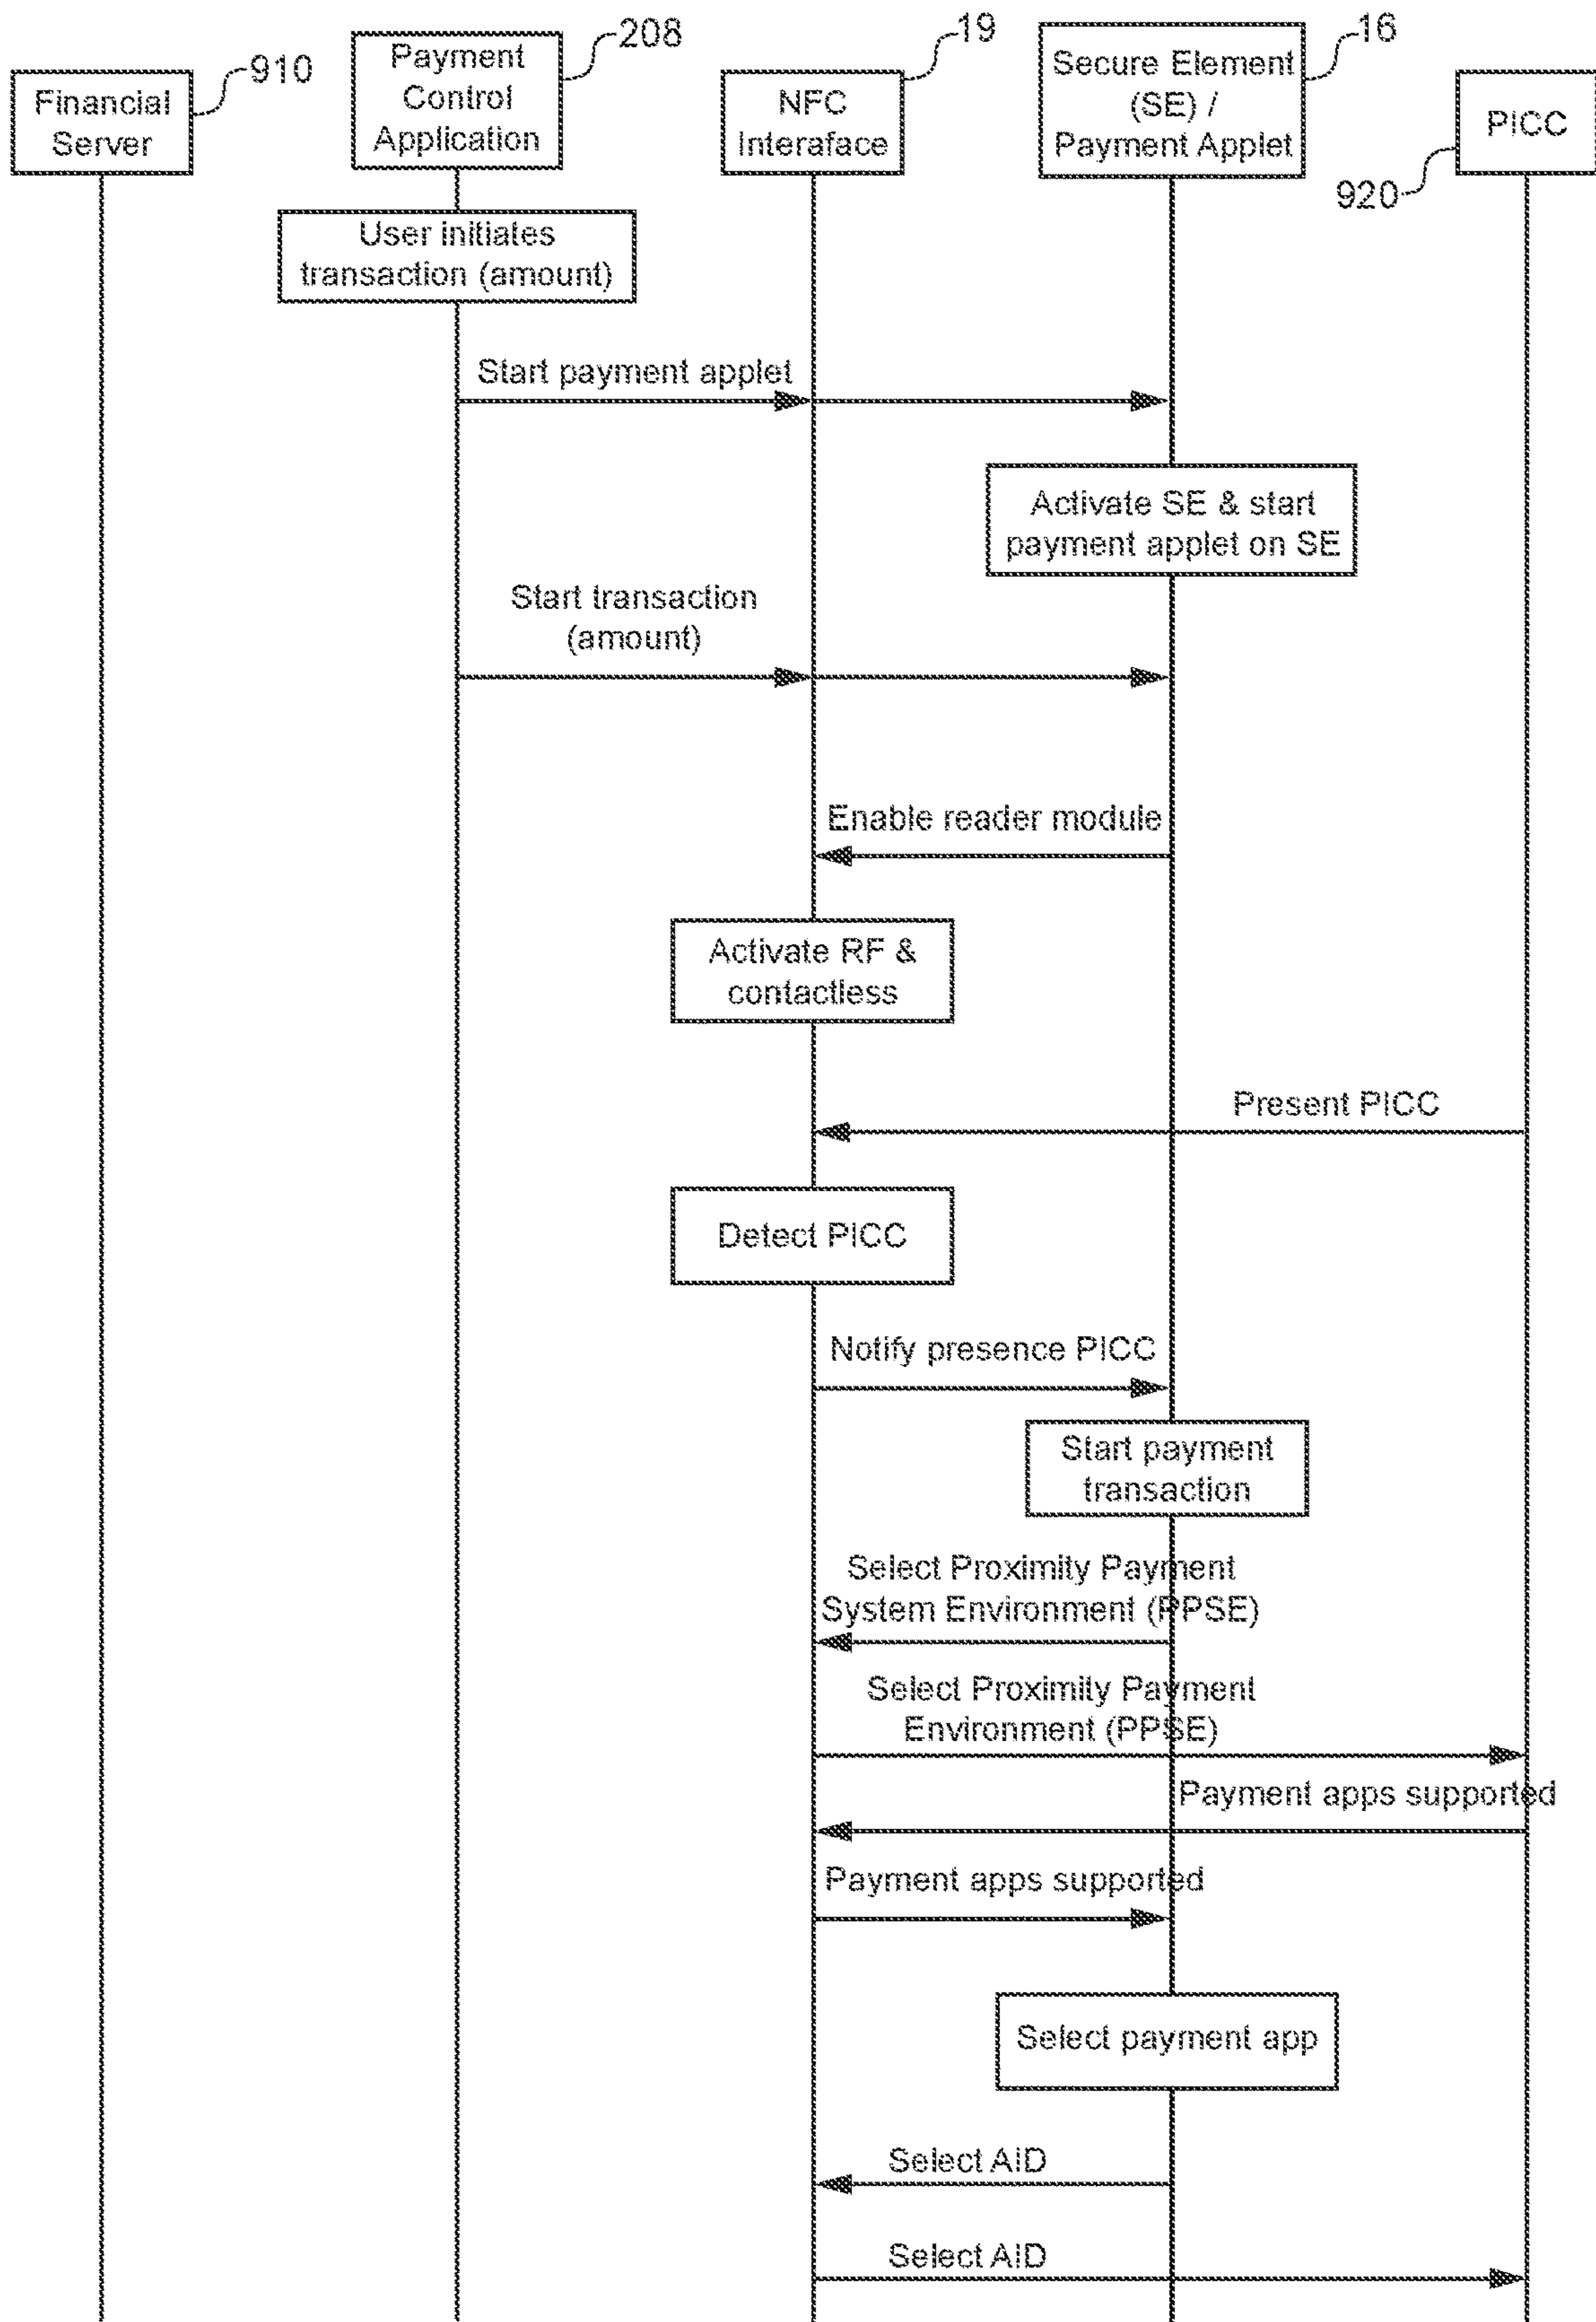 910
208
19
16
920
Financial
Server
Payment
Control
Application
NFC
Interaface
Secure Element
(SE) /
Payment Applet
PICC
User initiates
transaction (amount)
Start payment applet
Activate SE & start
payment applet on SE
Start transaction
(amount)
Enable reader module
Activate RF &
contactless
Present PICC
Detect PICC
Notify presence PICC
Start payment
transaction
Select Proximity Payment
System Environment (PPSE)
Select Proximity Payment
Environment (PPSE)
Payment apps supported
Payment apps supported
Select payment app
Select AID
Select AID